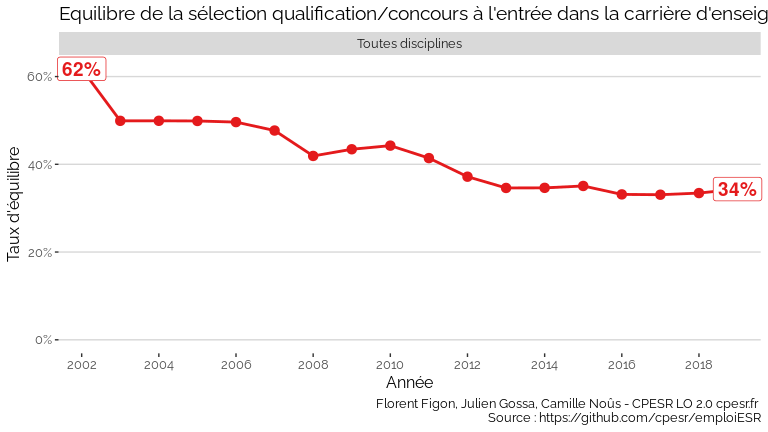 Equilibre de la sélection qualification/concours à l'entrée dans la carrière d'enseig
Toutes disciplines
Taux d'équilibre
60%
40%
20%
0%
62%
34%
2002 2004 2006 2008 2010 2012 2014 2016 2018
Année
Florent Figon, Julien Gossa, Camille Noûs - CPESR LO 2.0 cpesr.fr
Source : https://github.com/cpesr/emploiESR